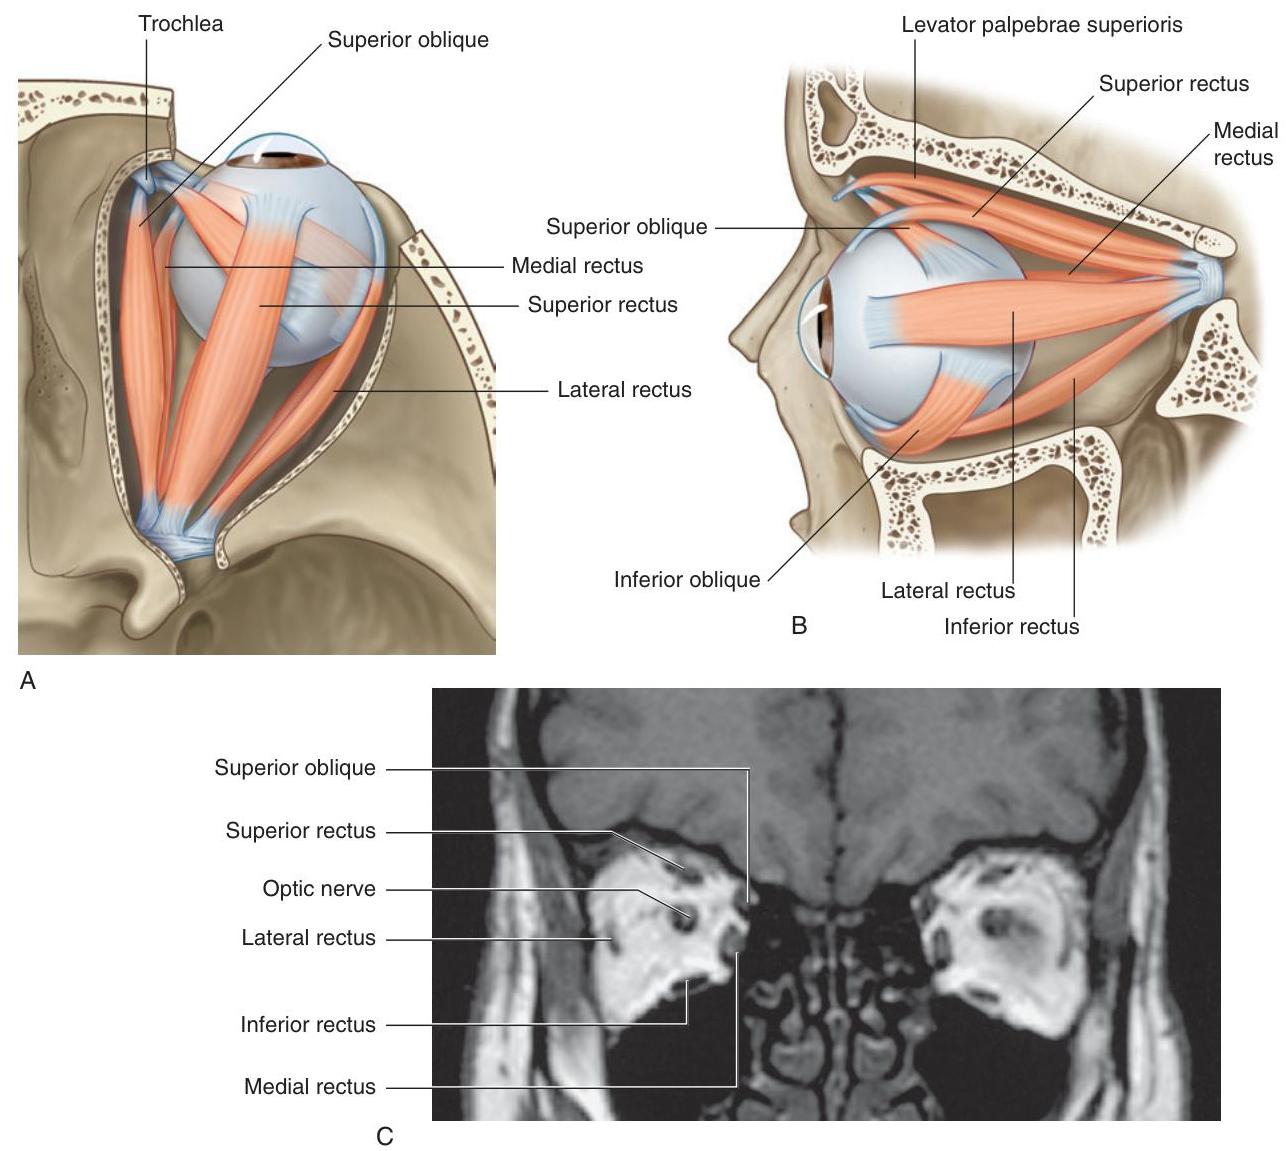 Trochlea
Superior oblique
Medial rectus
Superior rectus
Lateral rectus
A
Levator palpebrae superioris
Superior rectus
Medial
rectus
Superior oblique
Inferior oblique
Lateral rectus
Inferior rectus
B
Superior oblique
Superior rectus
Optic nerve
Lateral rectus
Inferior rectus
Medial rectus
C